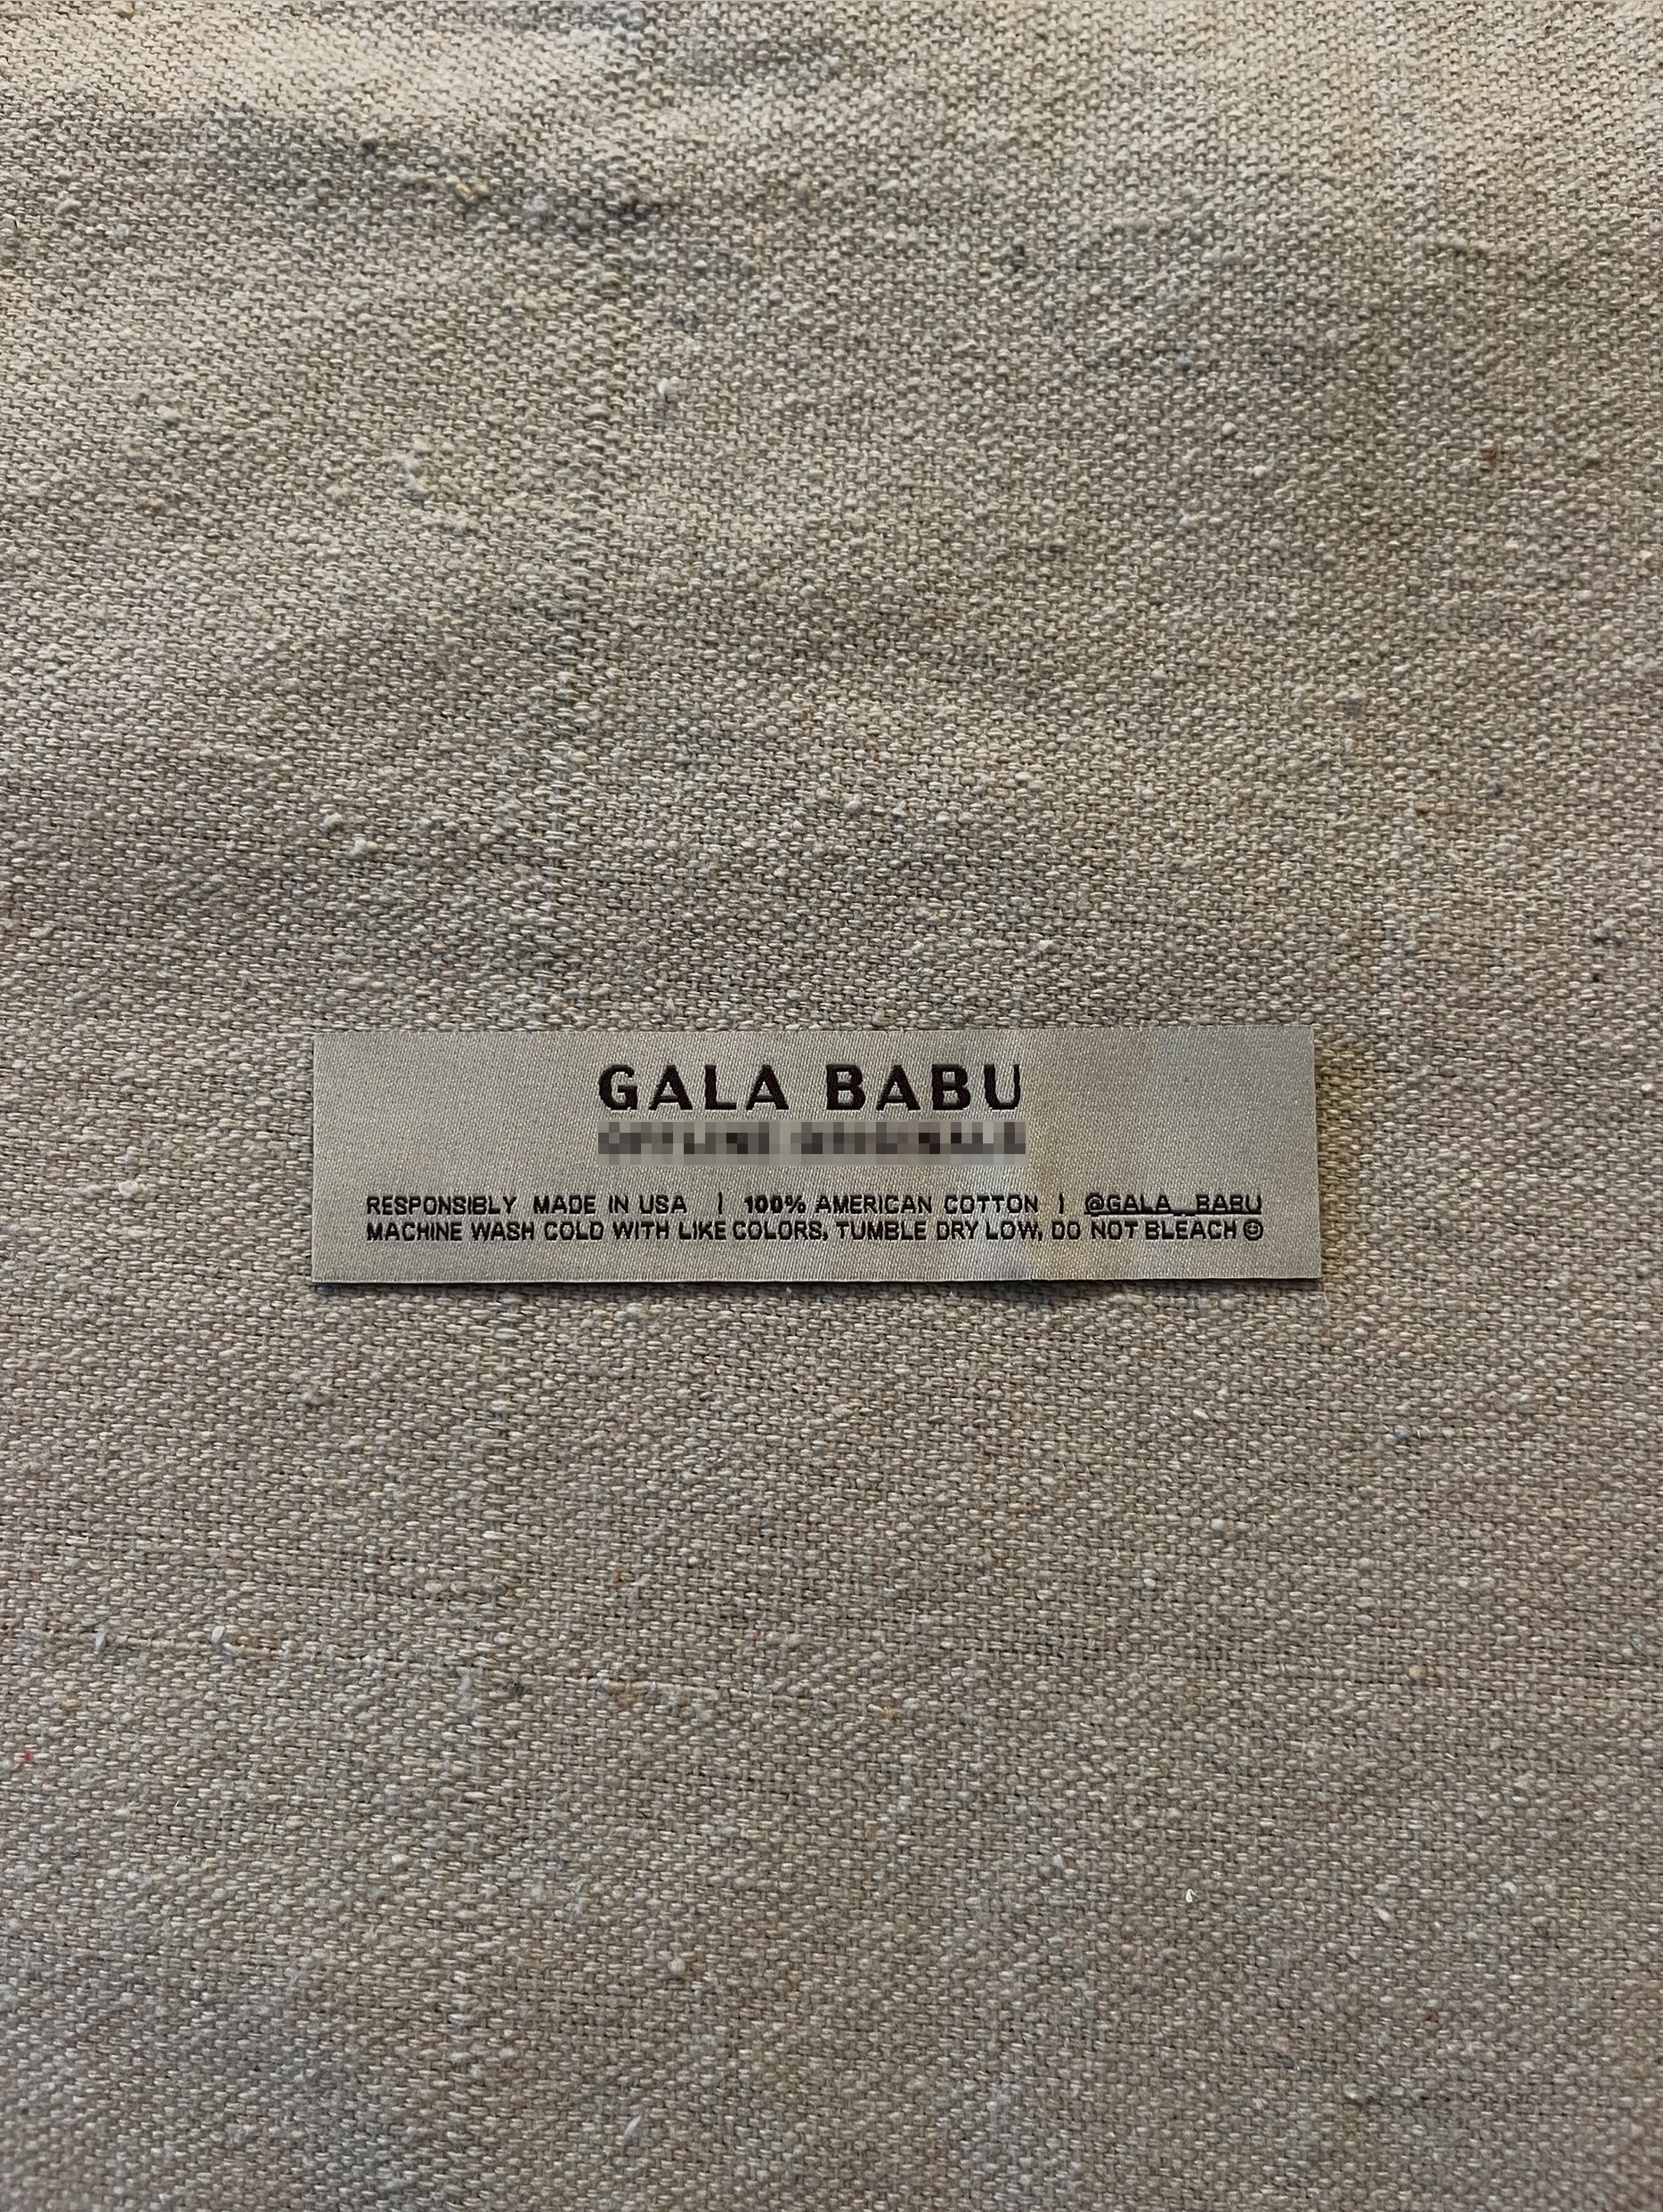 GALA BABU
RESPONSIBLY MADE IN USA | 100% AMERICAN COTTON | @GALA_BABU
MACHINE WASH COLD WITH LIKE COLORS, TUMBLE DRY LOW, DO NOT BLEACH ☺